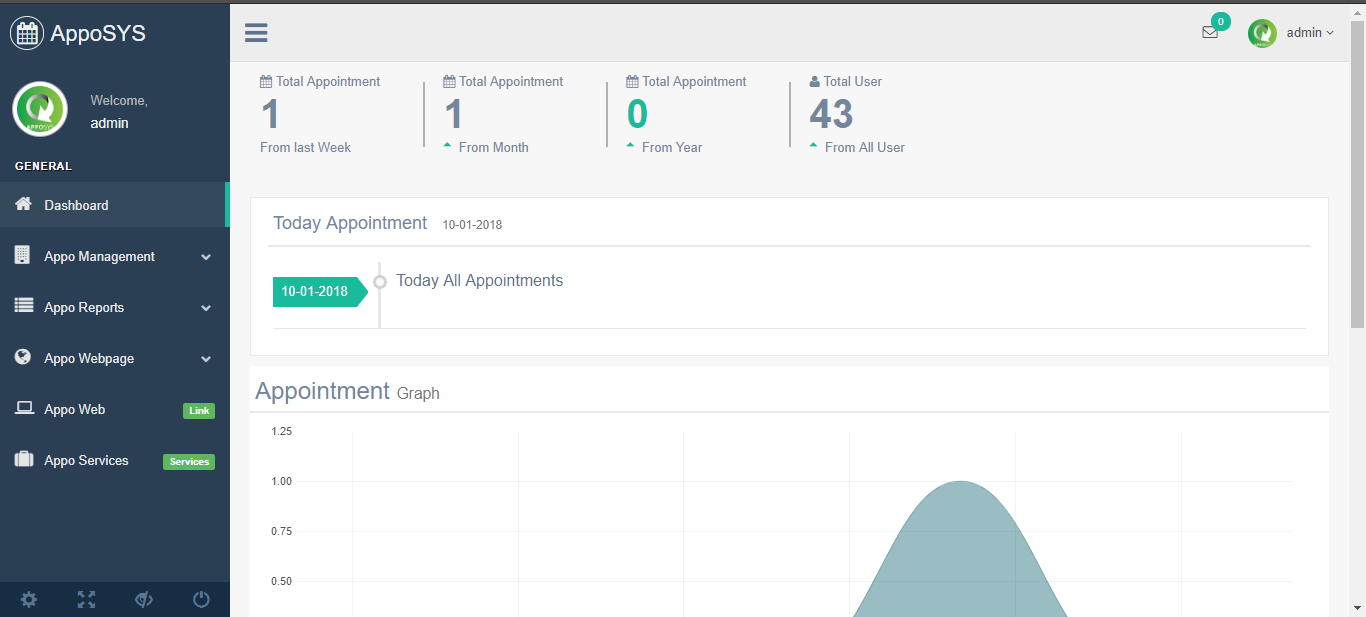 AppoSYS
Welcome,
admin
GENERAL
Dashboard
Appo Management
Appo Reports
Appo Webpage
Appo Web Link
Appo Services Services
0
admin
Total Appointment
1
From last Week
Total Appointment
1
From Month
Total Appointment
0
From Year
Total User
43
From All User
Today Appointment 10-01-2018
10-01-2018
Today All Appointments
Appointment Graph
1.25
1.00
0.75
0.50